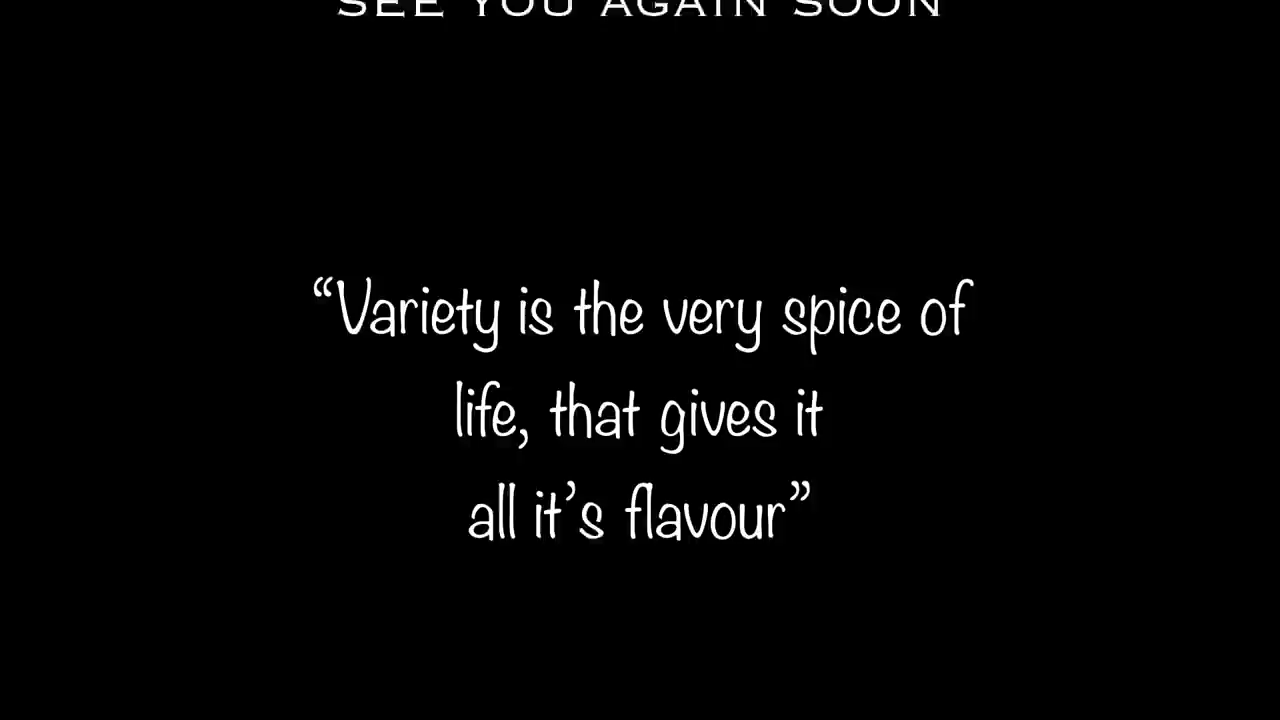 SEE YOU AGAIN SOON
“Variety is the very spice of
life, that gives it
all it’s flavour”